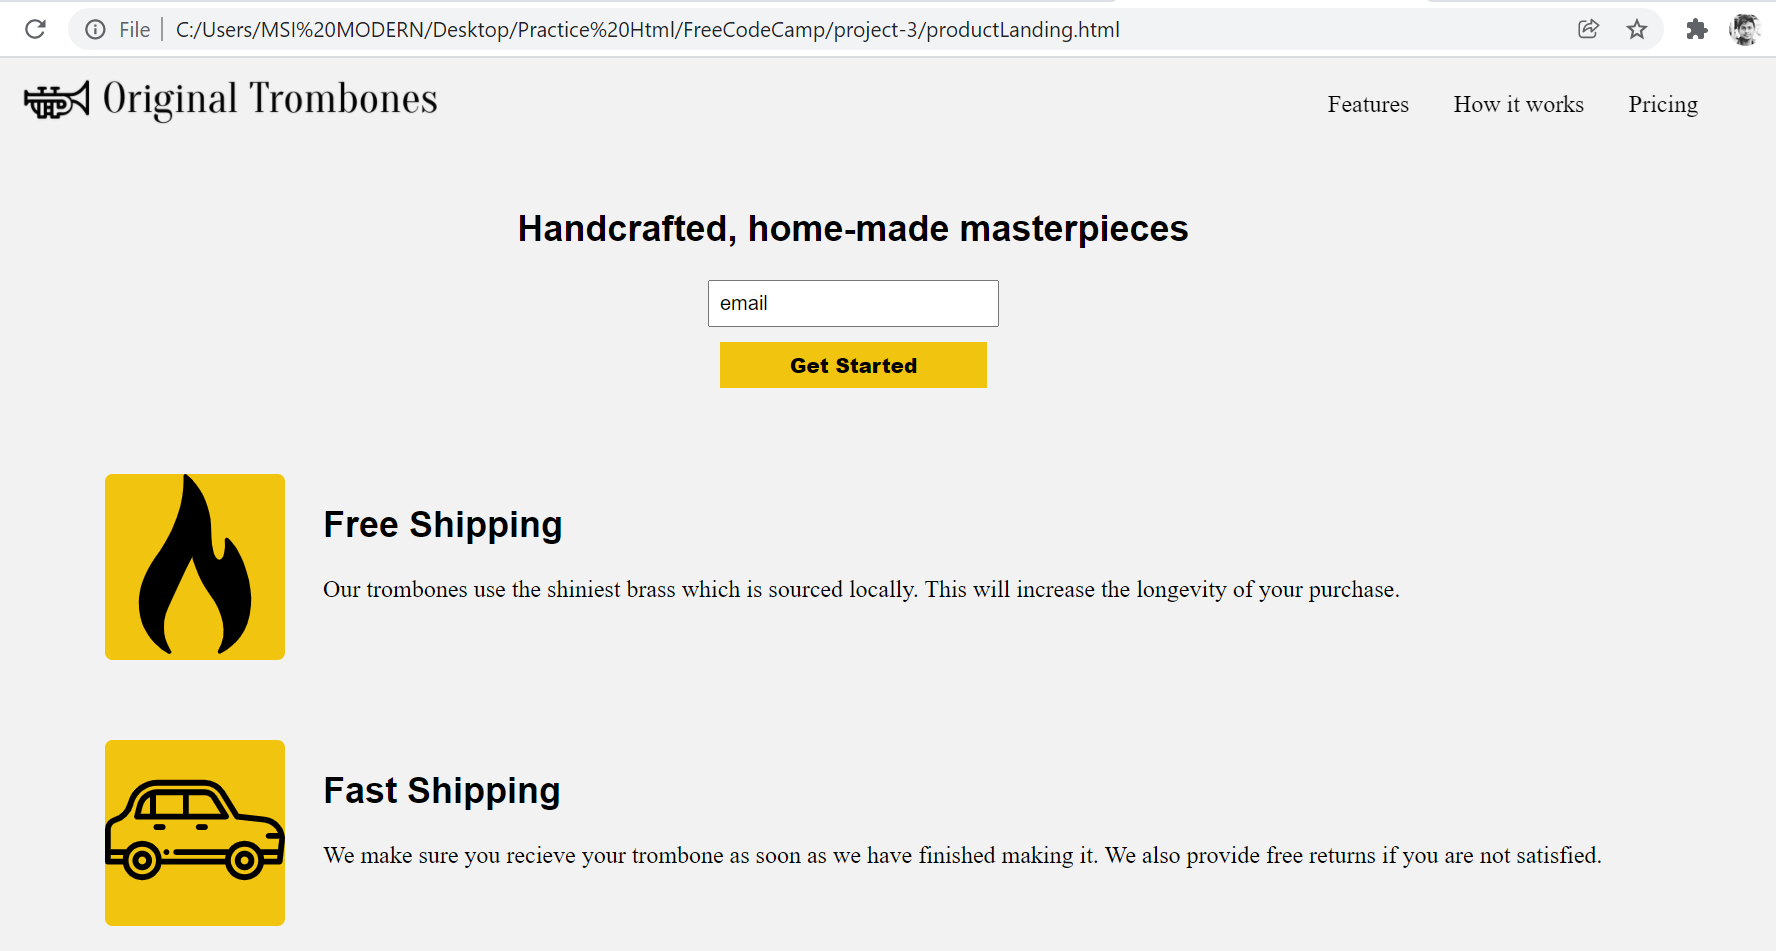 File | C:/Users/MSI%20MODERN/Desktop/Practice%20Html/FreeCodeCamp/project-3/productLanding.html
Original Trombones
Features How it works Pricing
Handcrafted, home-made masterpieces
email
Get Started
Free Shipping
Our trombones use the shiniest brass which is sourced locally. This will increase the longevity of your purchase.
Fast Shipping
We make sure you recieve your trombone as soon as we have finished making it. We also provide free returns if you are not satisfied.